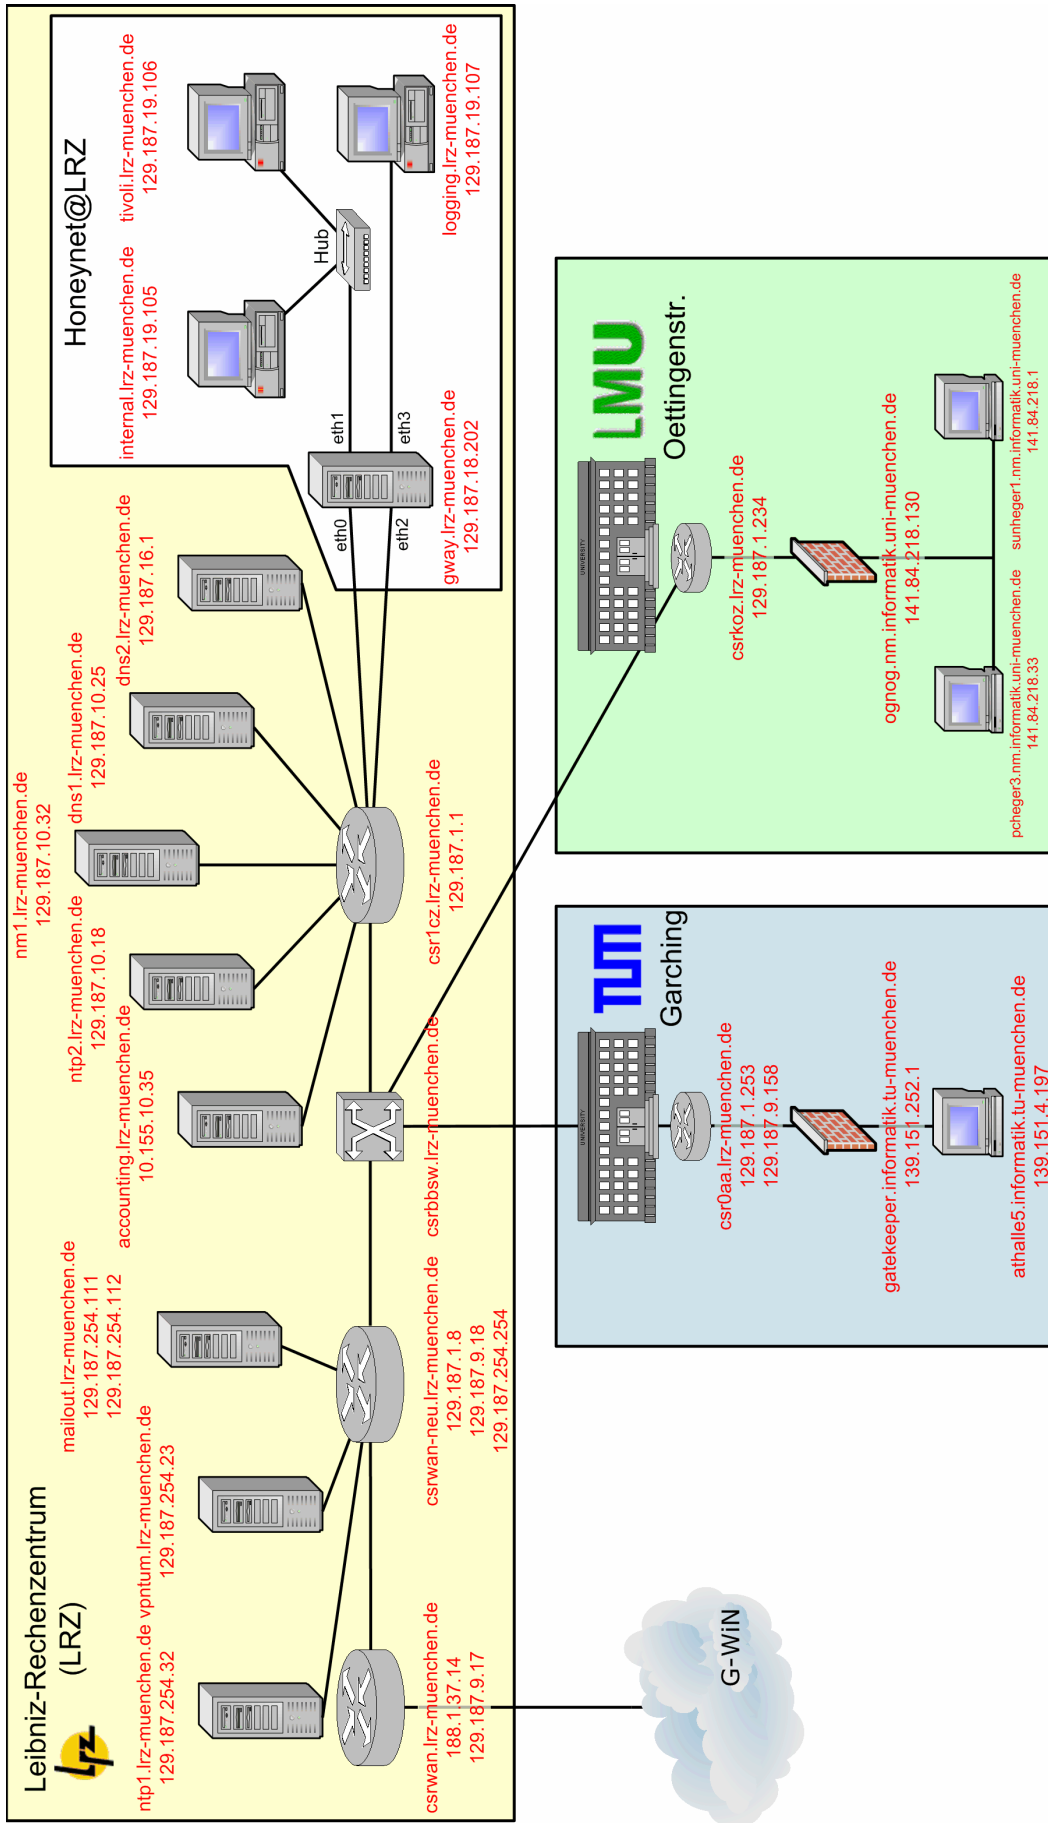 Leibniz-Rechenzentrum
(LRZ)
lrz
ntp1.lrz-muenchen.de
129.187.254.32
vpntum.lrz-muenchen.de
129.187.254.23
mailout.lrz-muenchen.de
129.187.254.111
129.187.254.112
accounting.lrz-muenchen.de
10.155.10.35
ntp2.lrz-muenchen.de
129.187.10.18
nm1.lrz-muenchen.de
129.187.10.32
dns1.lrz-muenchen.de
129.187.10.25
dns2.lrz-muenchen.de
129.187.16.1
csrwan.lrz-muenchen.de
188.1.37.14
129.187.9.17
csrwan-neu.lrz-muenchen.de
129.187.1.8
129.187.9.18
129.187.254.254
csrbbsw.lrz-muenchen.de
csr1cz.lrz-muenchen.de
129.187.1.1
Honeynet@LRZ
internal.lrz-muenchen.de
129.187.19.105
tivoli.lrz-muenchen.de
129.187.19.106
Hub
eth0
eth1
eth2
eth3
gway.lrz-muenchen.de
129.187.18.202
logging.lrz-muenchen.de
129.187.19.107
G-WiN
UNIVERSITY
TUM
Garching
csr0aa.lrz-muenchen.de
129.187.1.253
129.187.9.158
gatekeeper.informatik.tu-muenchen.de
139.151.252.1
athalle5.informatik.tu-muenchen.de
139.151.4.197
UNIVERSITY
LMU
Oettingenstr.
csrkoz.lrz-muenchen.de
129.187.1.234
ognog.nm.informatik.uni-muenchen.de
141.84.218.130
pcheger3.nm.informatik.uni-muenchen.de
141.84.218.33
sunheger1.nm.informatik.uni-muenchen.de
141.84.218.1